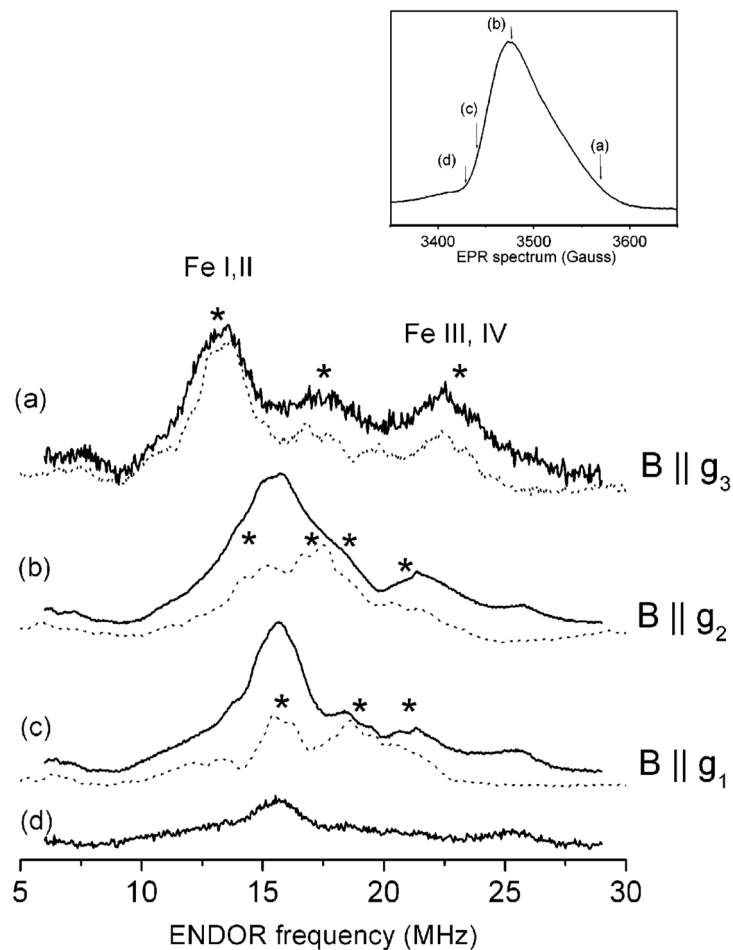 (b)
(c)
(d)
(a)
3400 3500 3600
EPR spectrum (Gauss)
Fe I,II
*
Fe III, IV
* *
(a)
B || g3
(b)
* * * *
B || g2
(c)
* * *
B || g1
(d)
5 10 15 20 25 30
ENDOR frequency (MHz)